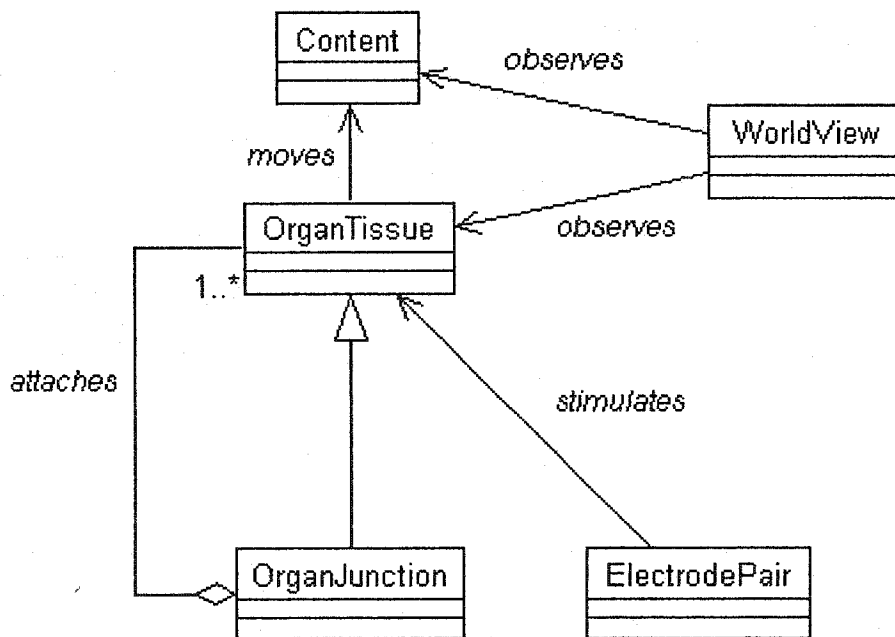 Content
observes
WorldView
moves
OrganTissue
observes
1..*
attaches
stimulates
OrganJunction
ElectrodePair